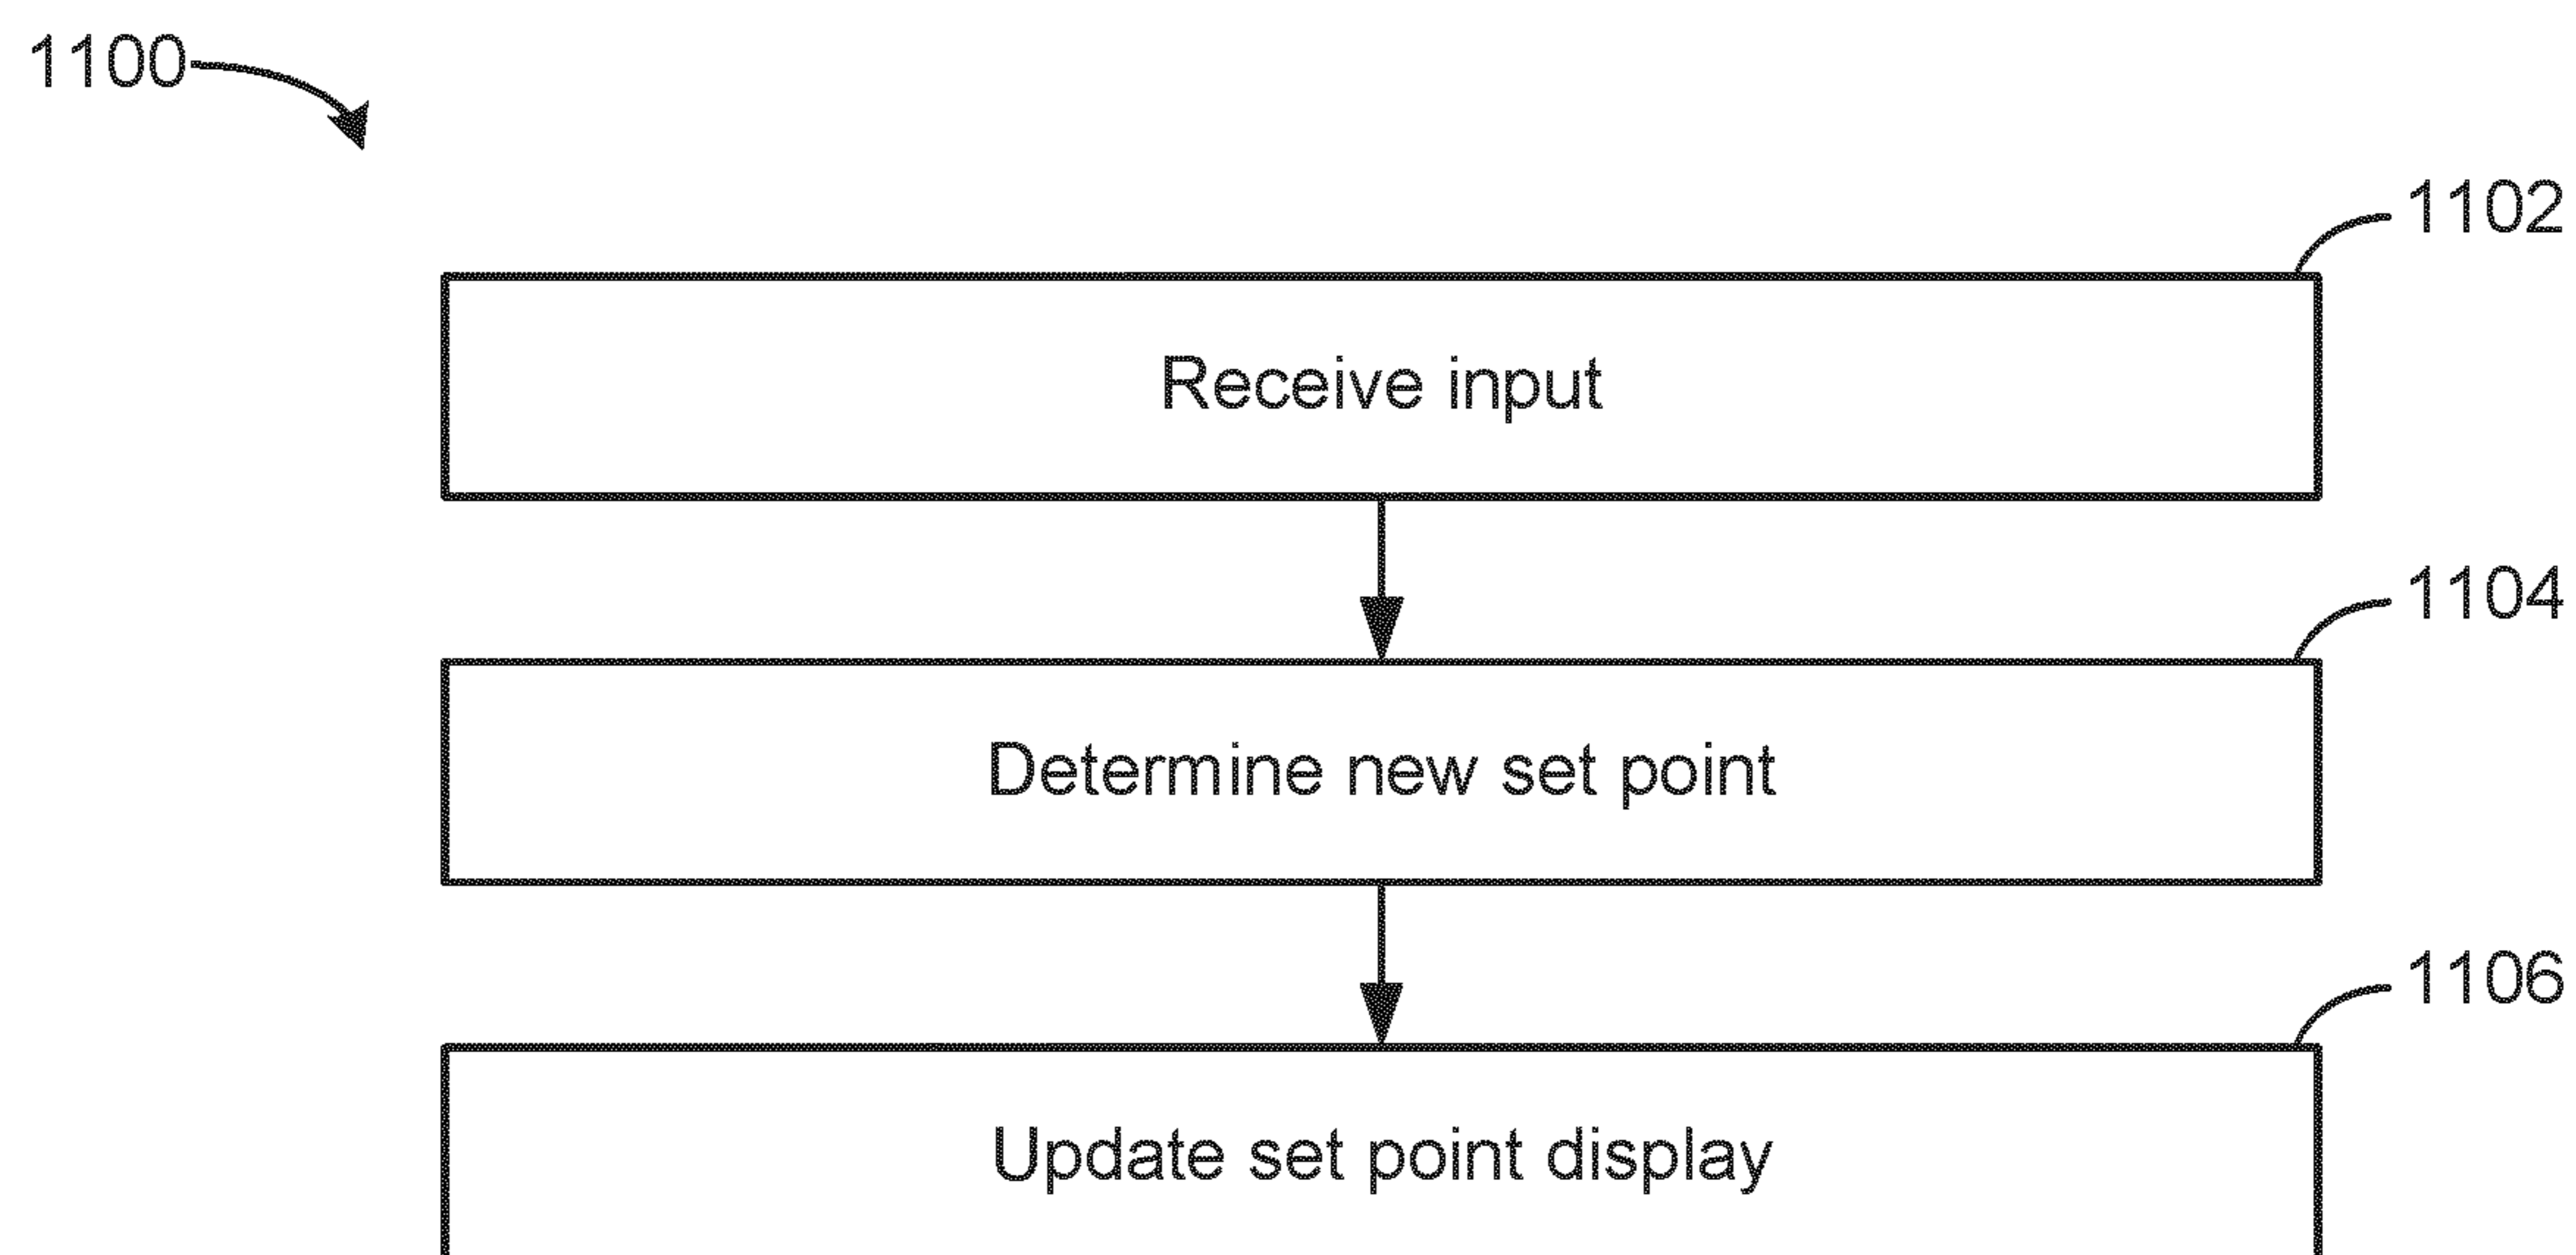 1100
1102
Receive input
1104
Determine new set point
1106
Update set point display